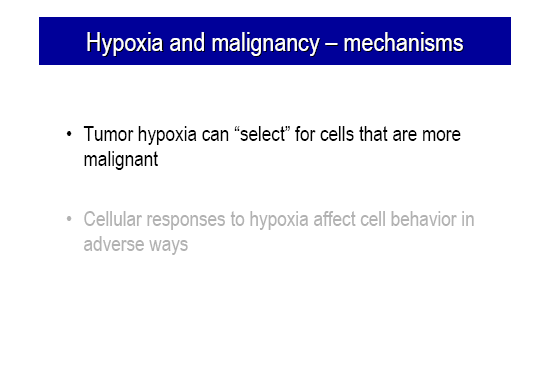 Hypoxia and malignancy – mechanisms
• Tumor hypoxia can “select” for cells that are more
malignant
• Cellular responses to hypoxia affect cell behavior in
adverse ways